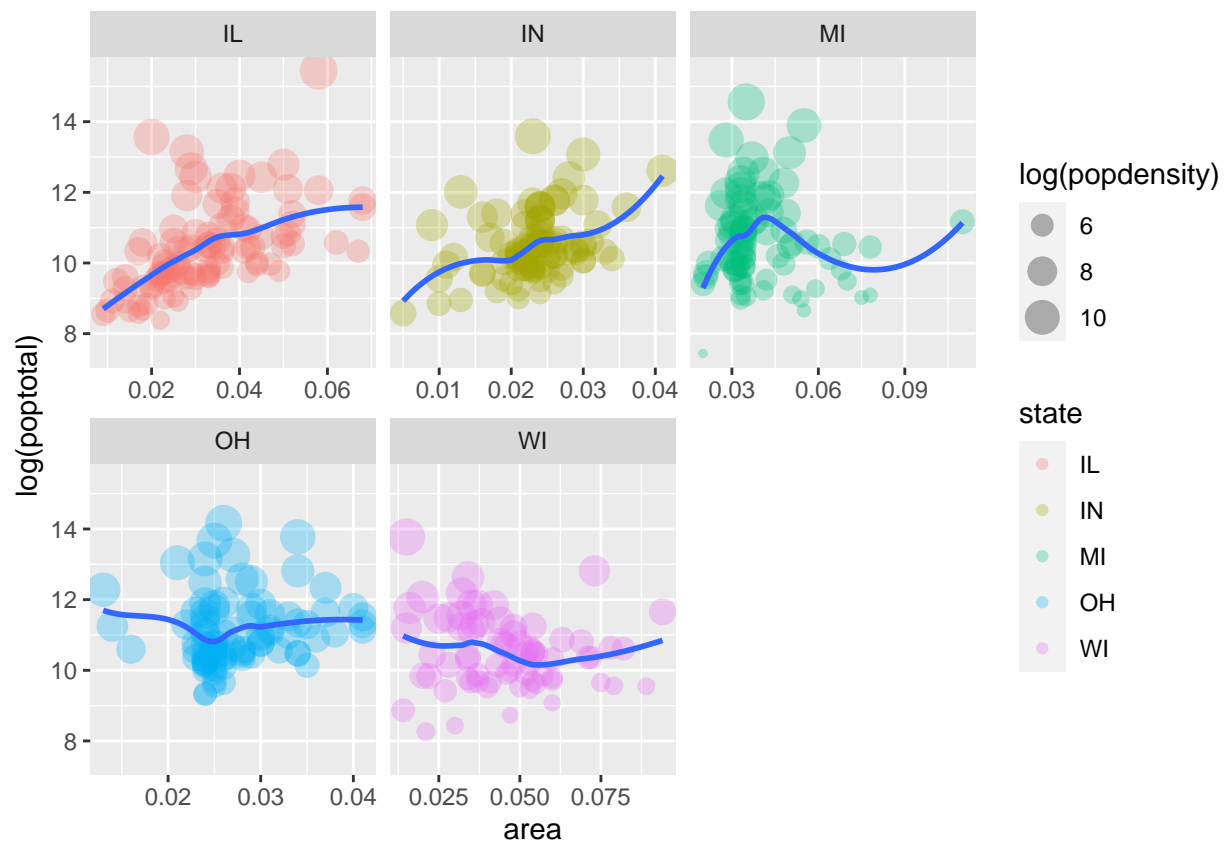 IL IN MI
14
12
10
8
0.02 0.04 0.06
0.01 0.02 0.03 0.04
0.03 0.06 0.09
OH WI
14
12
10
8
0.02 0.03 0.04
0.025 0.050 0.075
area
log(poptotal)
log(popdensity)
6
8
10
state
IL
IN
MI
OH
WI